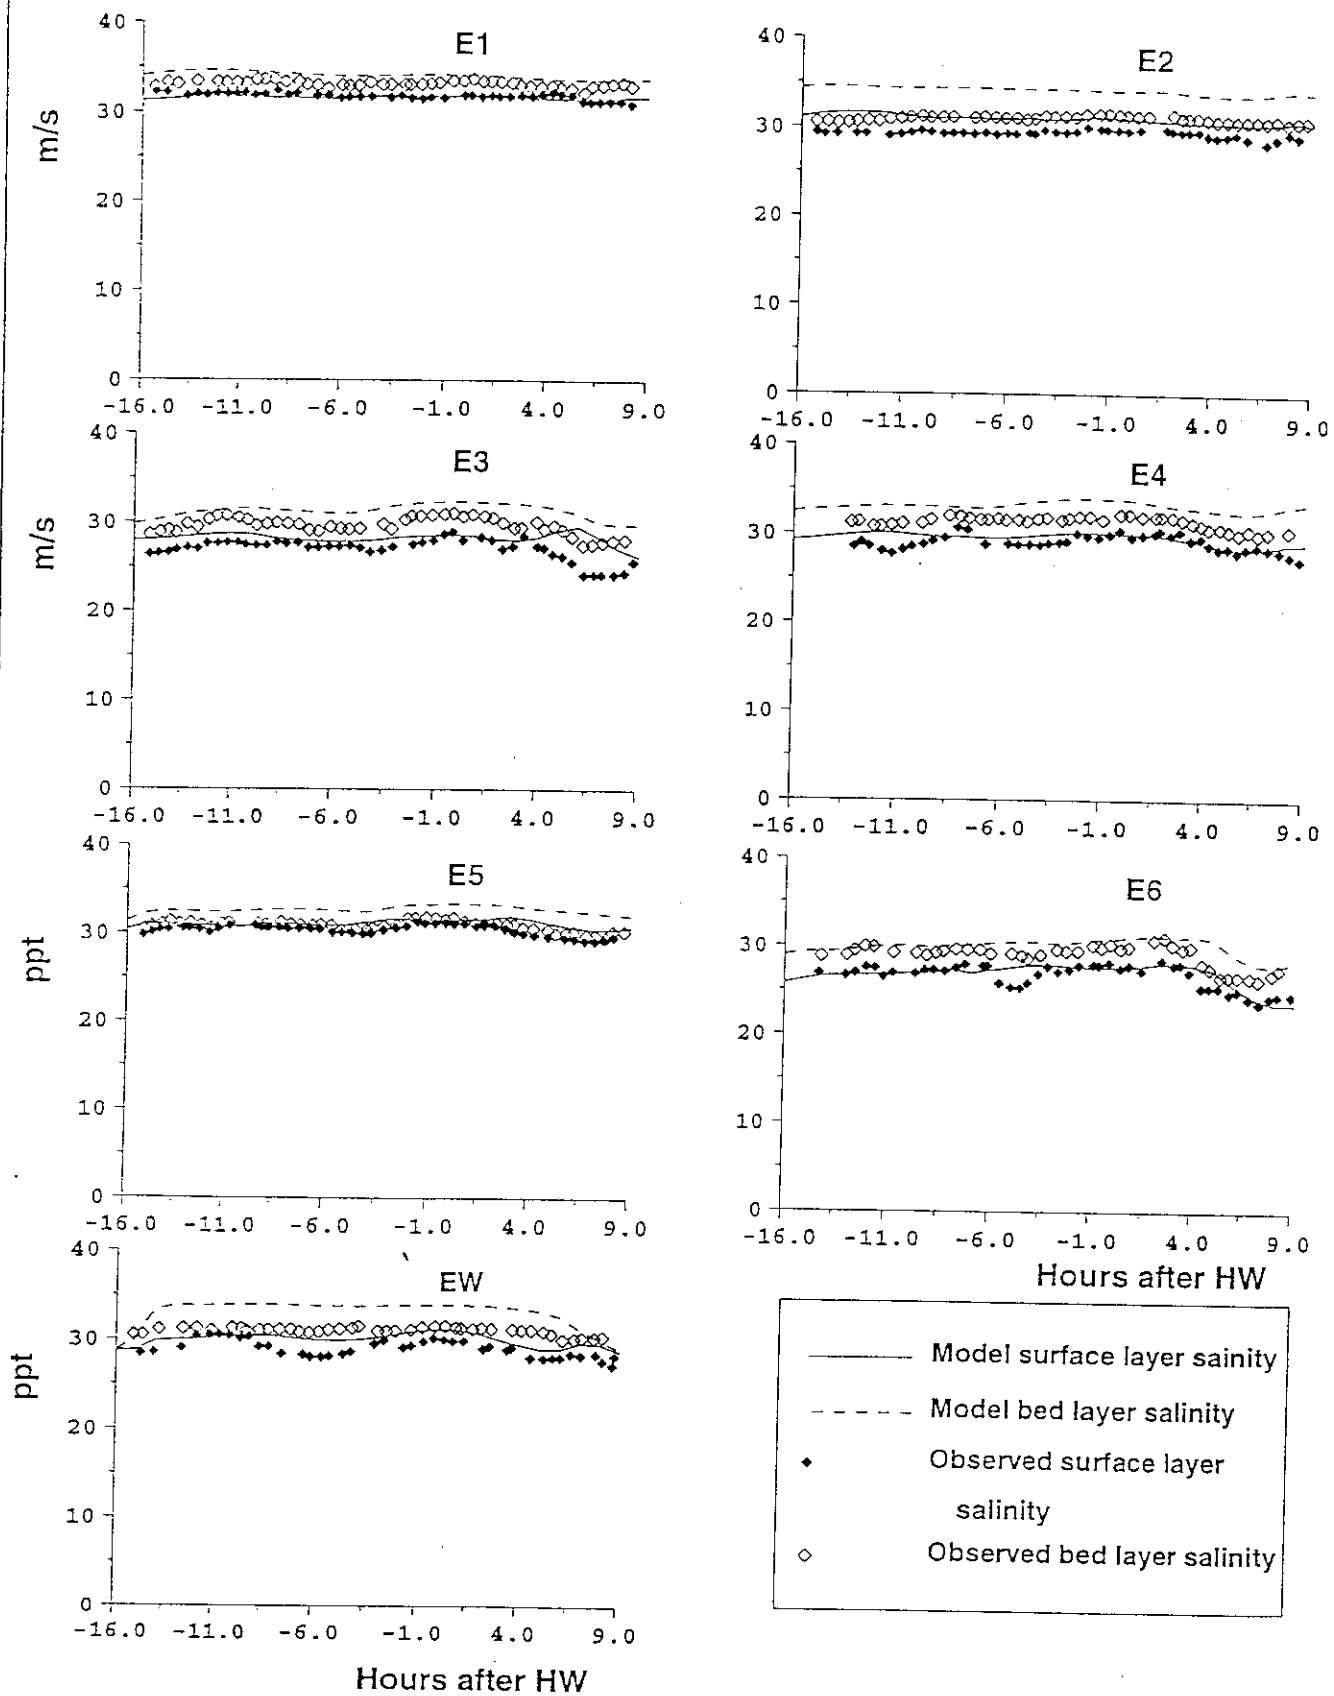 E1
40
30
20
10
0
m/s
-16.0 -11.0 -6.0 -1.0 4.0 9.0
E2
40
30
20
10
0
-16.0 -11.0 -6.0 -1.0 4.0 9.0
E3
40
30
20
10
0
m/s
-16.0 -11.0 -6.0 -1.0 4.0 9.0
E4
40
30
20
10
0
-16.0 -11.0 -6.0 -1.0 4.0 9.0
E5
40
30
20
10
0
ppt
-16.0 -11.0 -6.0 -1.0 4.0 9.0
E6
40
30
20
10
0
-16.0 -11.0 -6.0 -1.0 4.0 9.0
Hours after HW
EW
40
30
20
10
0
ppt
-16.0 -11.0 -6.0 -1.0 4.0 9.0
Hours after HW
Model surface layer sainity
Model bed layer salinity
Observed surface layer
salinity
Observed bed layer salinity